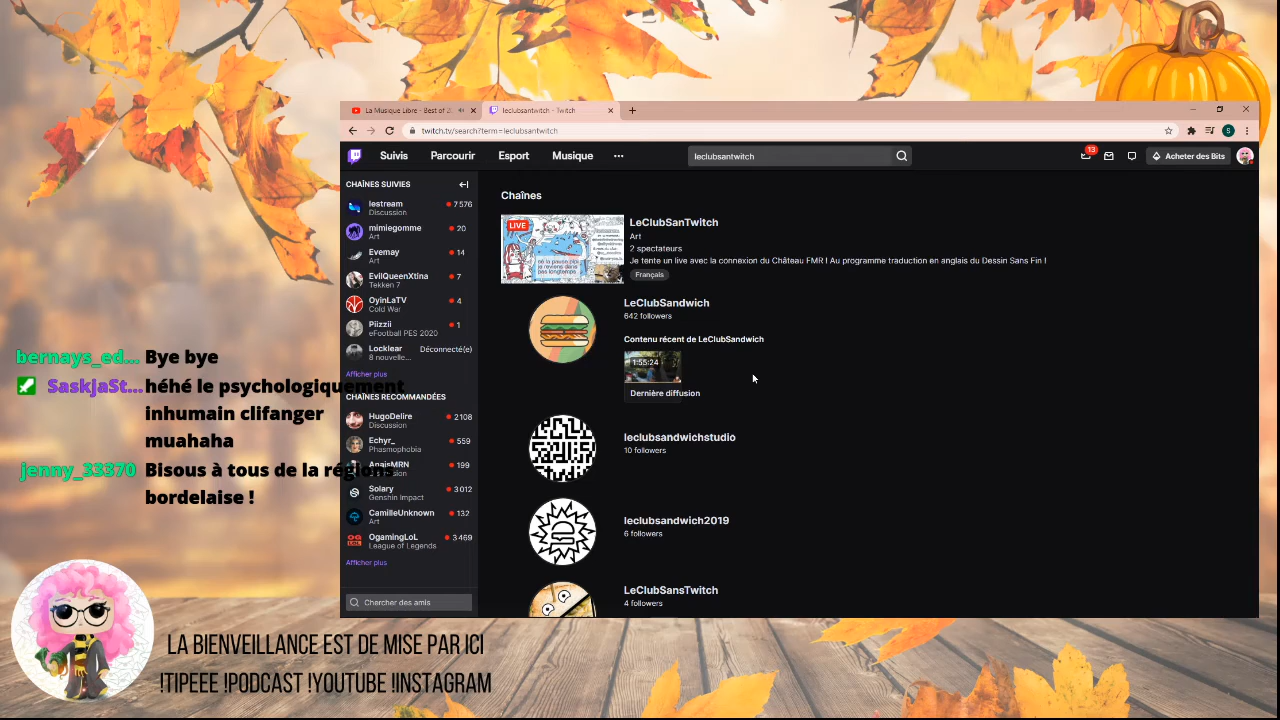 La Musique Libre - Best of 2
leclubsantwitch - Twitch
twitch.tv/search?term=leclubsantwitch
Suivis
Parcourir
Esport
Musique
leclubsantwitch
13
Acheter des Bits
CHAÎNES SUIVIES
lestream 7 576
Discussion
mimiegomme 20
Art
Evemay 14
Art
EvilQueenXtina 7
Tekken 7
OyinLaTV 4
Cold War
Piizzii 1
eFootball PES 2020
Locklear Déconnecté(e)
8 nouvelle...
Afficher plus
CHAÎNES RECOMMANDÉES
HugoDelire 2 108
Discussion
Echyr_ 559
Phasmophobia
AnaisMRN 199
Solary 3 012
Genshin Impact
CamilleUnknown 132
Art
OgamingLoL 3 469
League of Legends
Afficher plus
Chercher des amis
Chaînes
LIVE
LeClubSanTwitch
Art
2 spectateurs
Je tente un live avec la connexion du Château FMR ! Au programme traduction en anglais du Dessin Sans Fin !
Français
LeClubSandwich
642 followers
Contenu récent de LeClubSandwich
1:55:24
Dernière diffusion
leclubsandwichstudio
10 followers
leclubsandwich2019
6 followers
LeClubSansTwitch
4 followers
bernays_ed... Bye bye
SaskJaSt... héhé le psychologiquement
inhumain clifanger
muahaha
jenny_33370 Bisous à tous de la régions
bordelaise !
LA BIENVEILLANCE EST DE MISE PAR ICI
!TIPEEE !PODCAST !YOUTUBE !INSTAGRAM